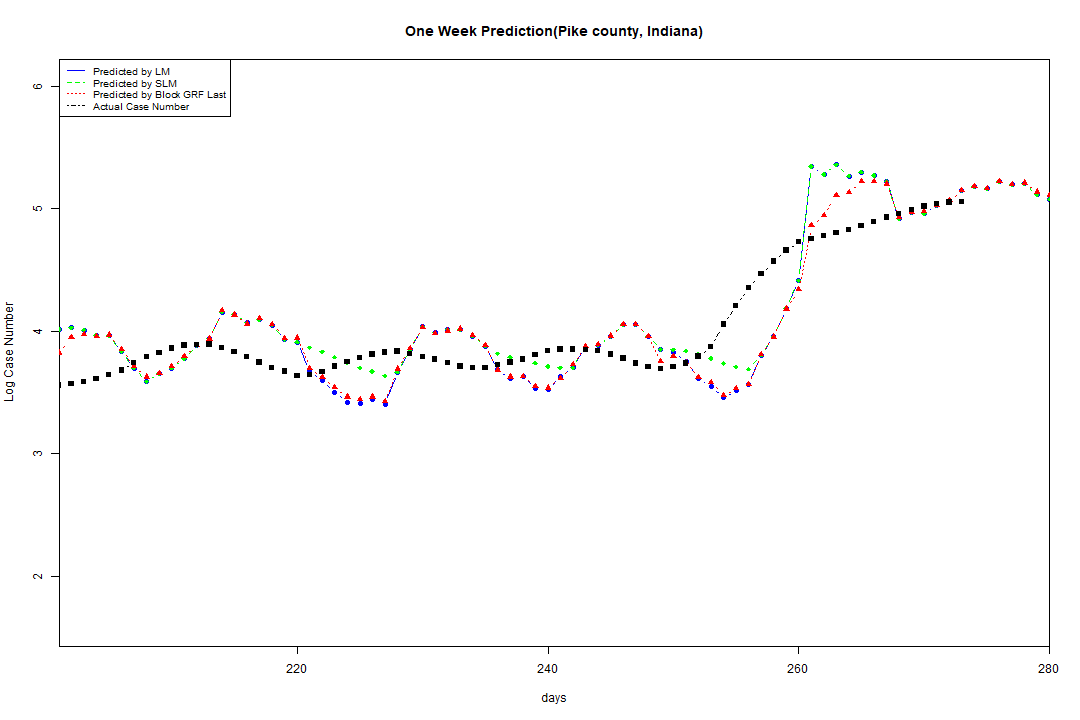 One Week Prediction(Pike county, Indiana)
Predicted by LM
Predicted by SLM
Predicted by Block GRF Last
Actual Case Number
6
5
4
3
2
Log Case Number
220
240
260
280
days